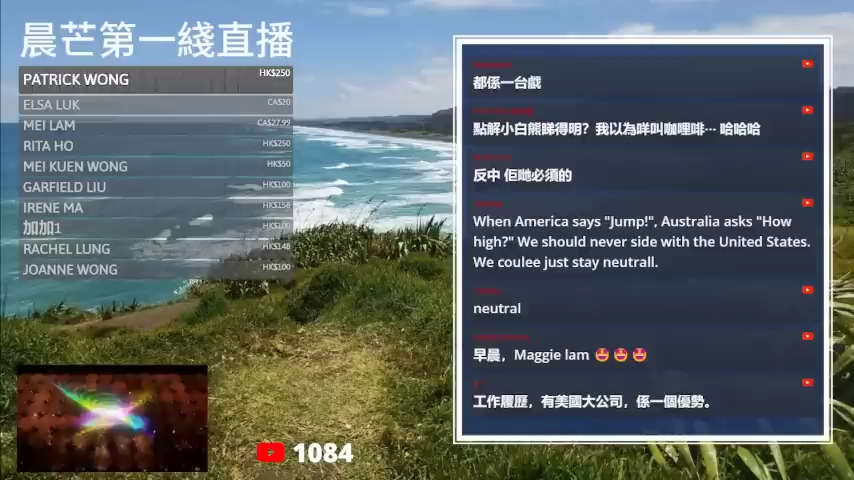 晨芒第一綫直播
PATRICK WONG HK$250
ELSA LUK CA$20
MEI LAM CA$27.99
RITA HO HK$250
MEI KUEN WONG HK$50
GARFIELD LIU HK$100
IRENE MA HK$158
加加1
RACHEL LUNG HK$148
JOANNE WONG HK$100
都係一台戲
點解小白熊睇得明？我以為咩叫咖哩啡… 哈哈哈
反中 佢哋必須的
When America says "Jump!", Australia asks "How
high?" We should never side with the United States.
We coulee just stay neutrall.
neutral
早晨，Maggie lam 🤩🤩🤩
工作履歷，有美國大公司，係一個優勢。
1084